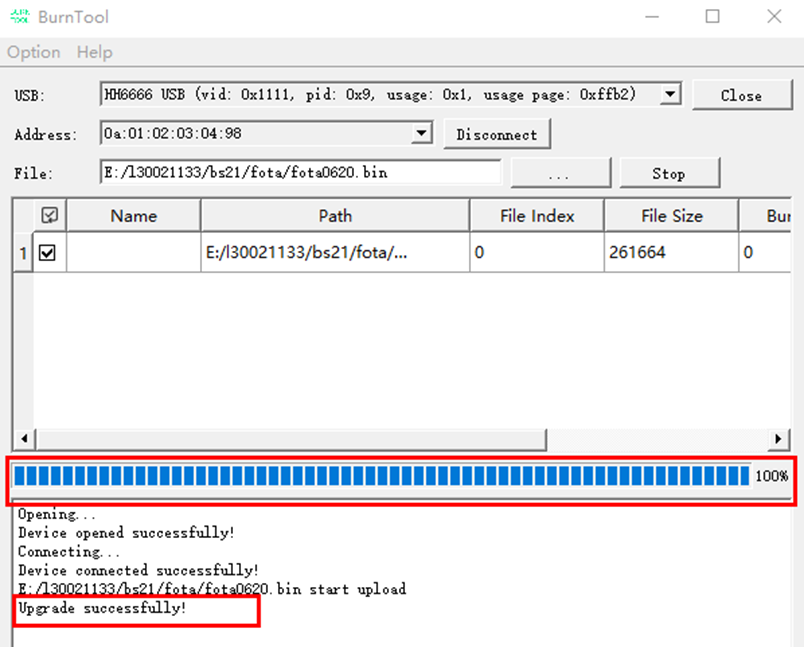 BurnTool
Option Help
USB: HH6666 USB (vid: 0x1111, pid: 0x9, usage: 0x1, usage page: 0xffb2) Close
Address: 0a:01:02:03:04:98 Disconnect
File: E:/l30021133/bs21/fota/fota0620.bin ... Stop
Name Path File Index File Size Bur
1 E:/l30021133/bs21/fota/... 0 261664 0
100%
Opening...
Device opened successfully!
Connecting...
Device connected successfully!
E:/l30021133/bs21/fota/fota0620.bin start upload
Upgrade successfully!